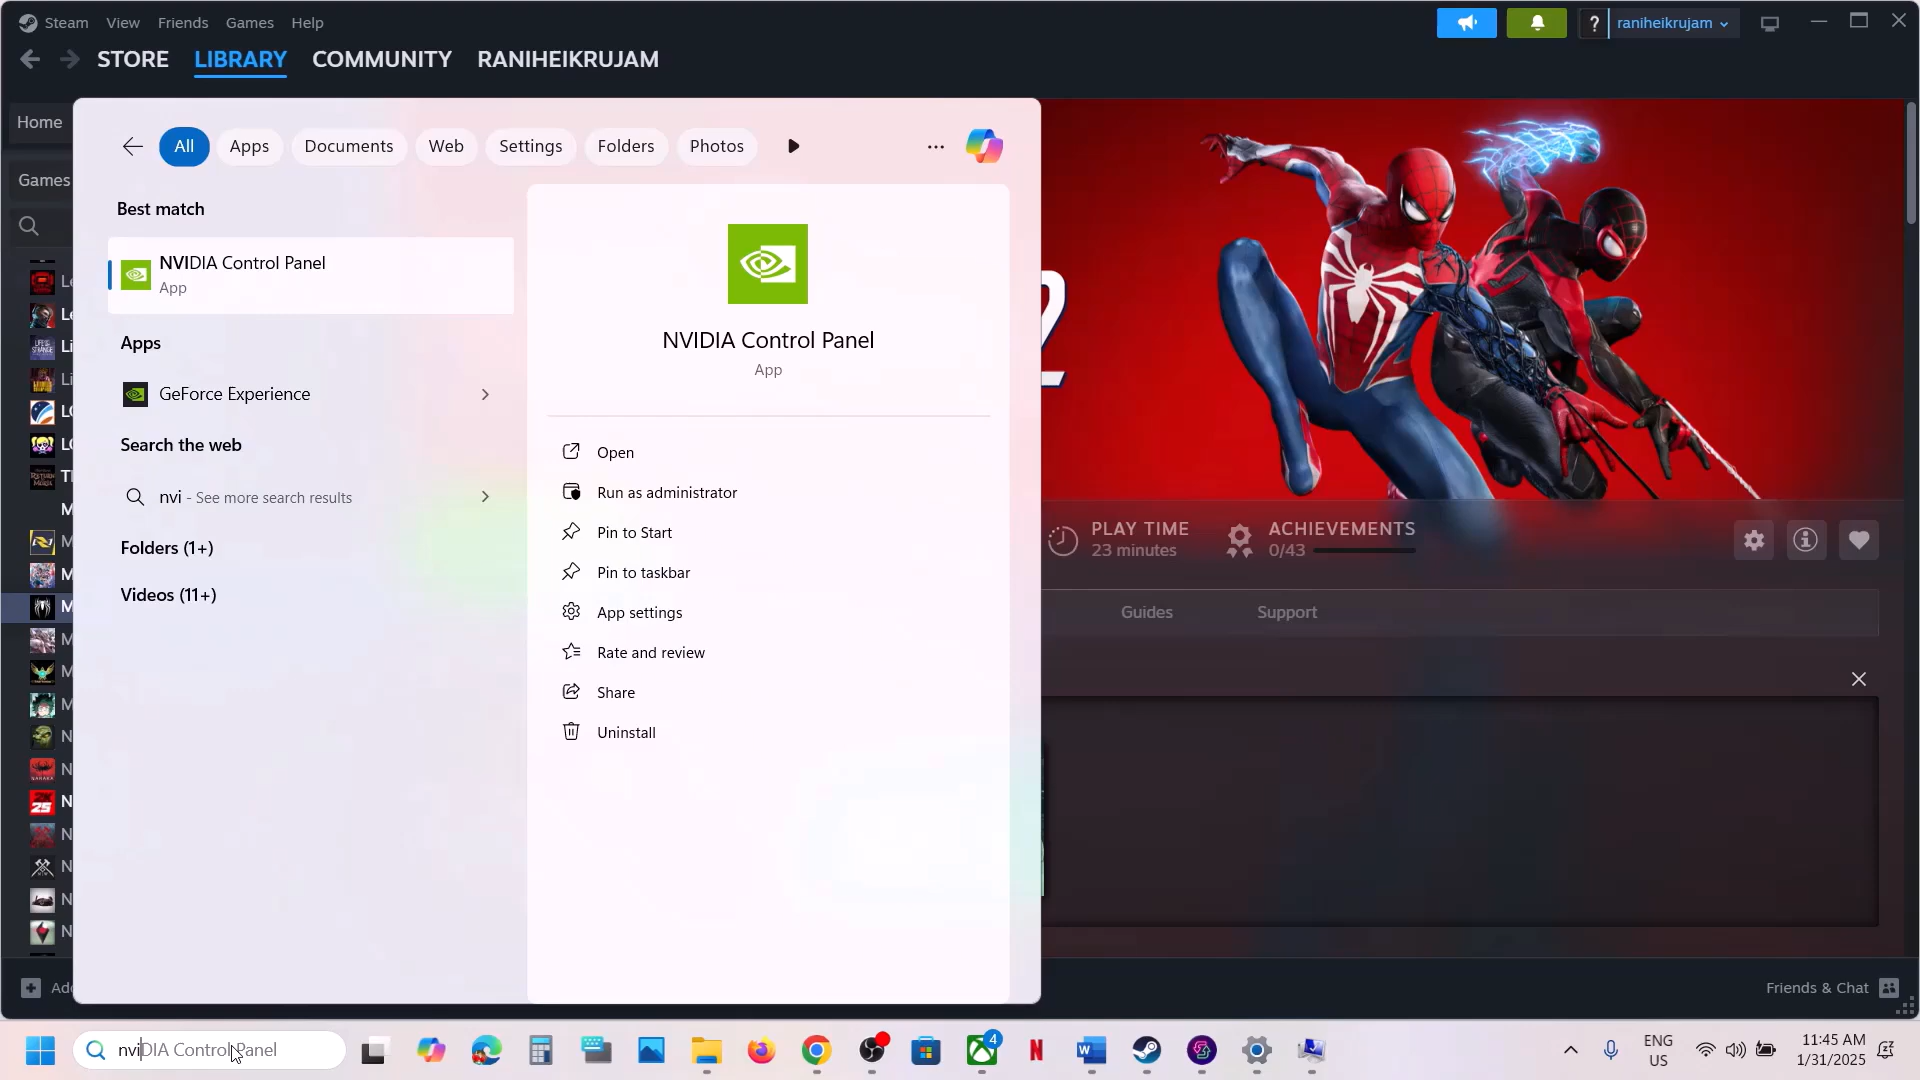 Steam View Friends Games Help
? raniheikrujam
STORE LIBRARY COMMUNITY RANIHEIKRUJAM
Home
Games
All Apps Documents Web Settings Folders Photos
Best match
NVIDIA Control Panel
App
Apps
GeForce Experience
Search the web
nvi - See more search results
Folders (1+)
Videos (11+)
NVIDIA Control Panel
App
Open
Run as administrator
Pin to Start
Pin to taskbar
App settings
Rate and review
Share
Uninstall
2
PLAY TIME
23 minutes
ACHIEVEMENTS
0/43
Guides Support
Friends & Chat
nviDIA Control Panel
4
ENG
US
11:45 AM
1/31/2025